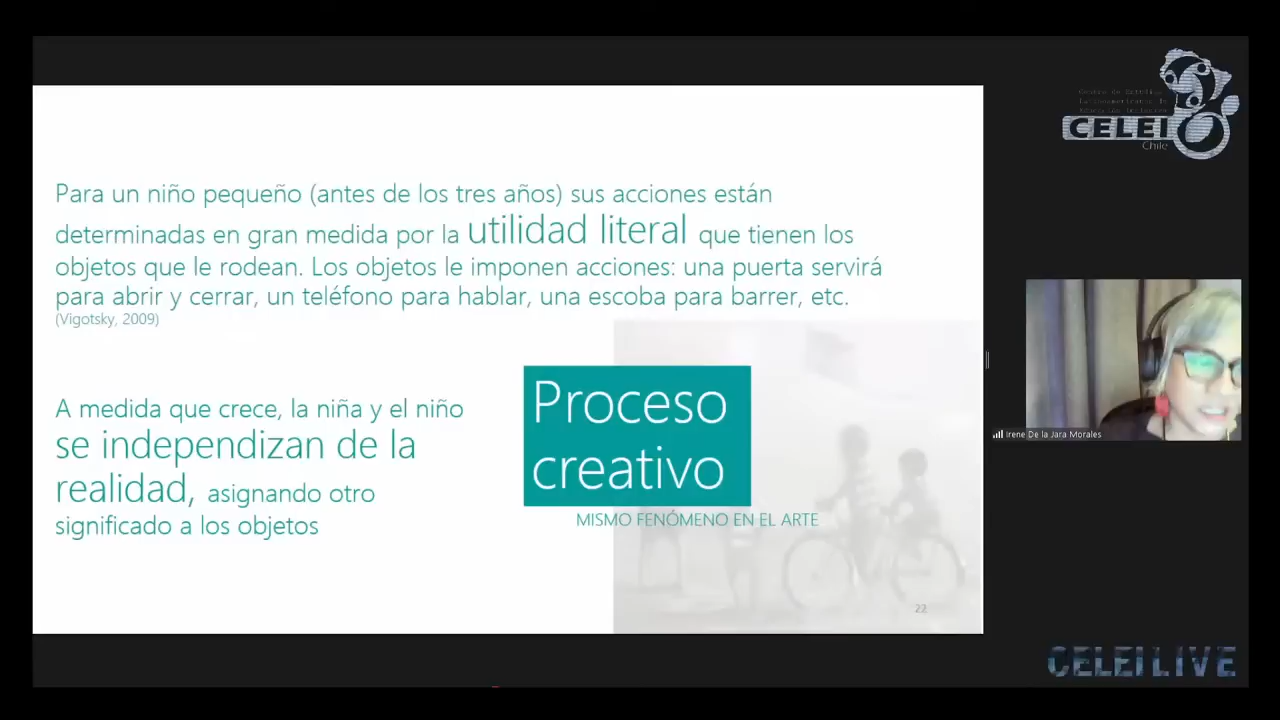 Para un niño pequeño (antes de los tres años) sus acciones están
determinadas en gran medida por la utilidad literal que tienen los
objetos que le rodean. Los objetos le imponen acciones: una puerta servirá
para abrir y cerrar, un teléfono para hablar, una escoba para barrer, etc.
(Vigotsky, 2009)
A medida que crece, la niña y el niño
se independizan de la
realidad, asignando otro
significado a los objetos
Proceso
creativo
MISMO FENÓMENO EN EL ARTE
22
CELEI
Chile
Irene De la Jara Morales
CELEI LIVE